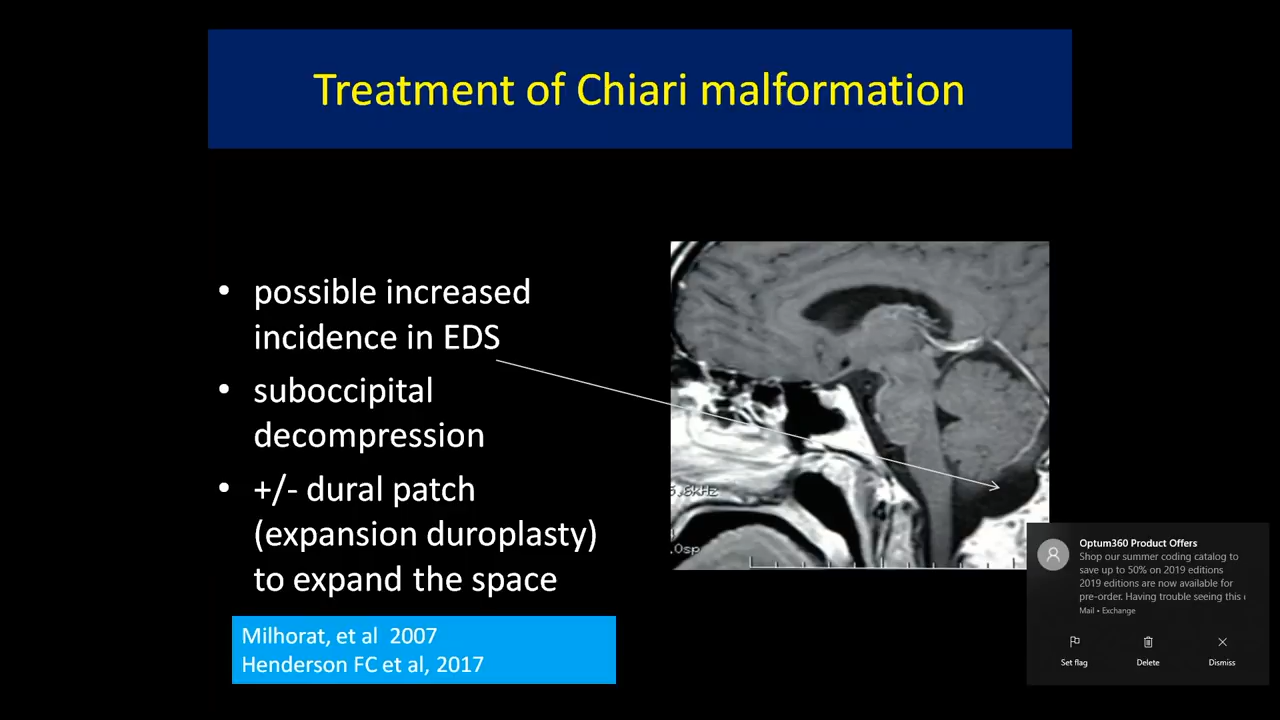 Treatment of Chiari malformation
• possible increased
incidence in EDS
• suboccipital
decompression
• +/- dural patch
(expansion duroplasty)
to expand the space
Milhorat, et al 2007
Henderson FC et al, 2017
.0sp
Optum360 Product Offers
Shop our summer coding catalog to
save up to 50% on 2019 editions
2019 editions are now available for
pre-order. Having trouble seeing this
Mail • Exchange
Set flag
Delete
Dismiss